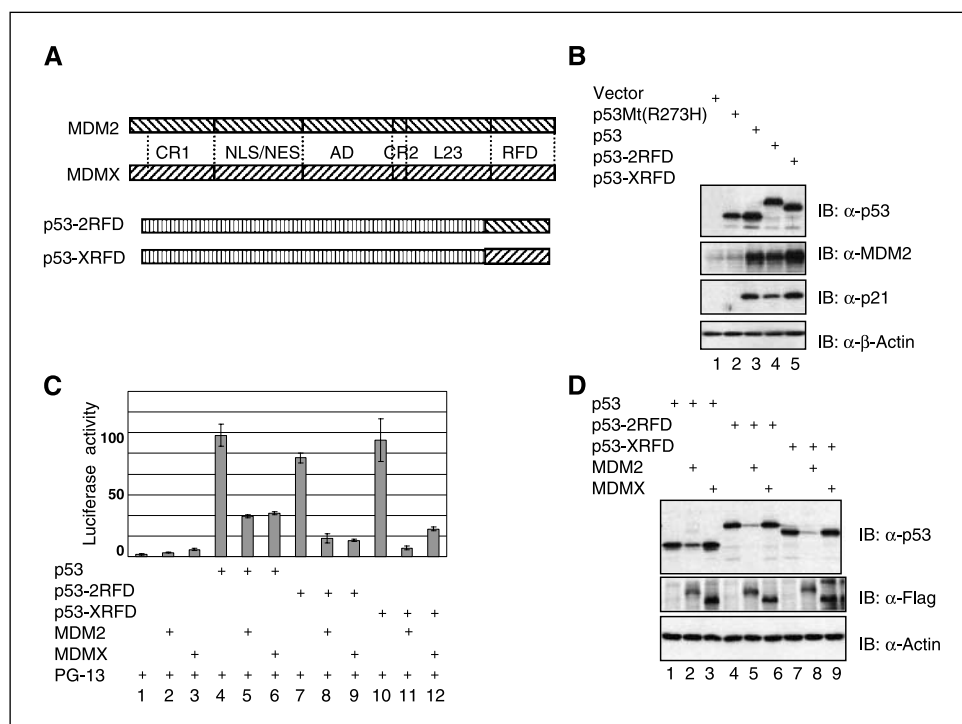 A
MDM2
CR1 NLS/NES AD CR2 L23 RFD
MDMX
p53-2RFD
p53-XRFD
B
Vector +
p53Mt(R273H) +
p53 +
p53-2RFD +
p53-XRFD +
IB: α-p53
IB: α-MDM2
IB: α-p21
IB: α-β-Actin
1 2 3 4 5
C
Luciferase activity
100
50
0
p53 + + +
p53-2RFD + + +
p53-XRFD + + +
MDM2 + + + +
MDMX + + + +
PG-13 + + + + + + + + + + + +
1 2 3 4 5 6 7 8 9 10 11 12
D
p53 + + +
p53-2RFD + + +
p53-XRFD + + +
MDM2 + + +
MDMX + + +
IB: α-p53
IB: α-Flag
IB: α-Actin
1 2 3 4 5 6 7 8 9